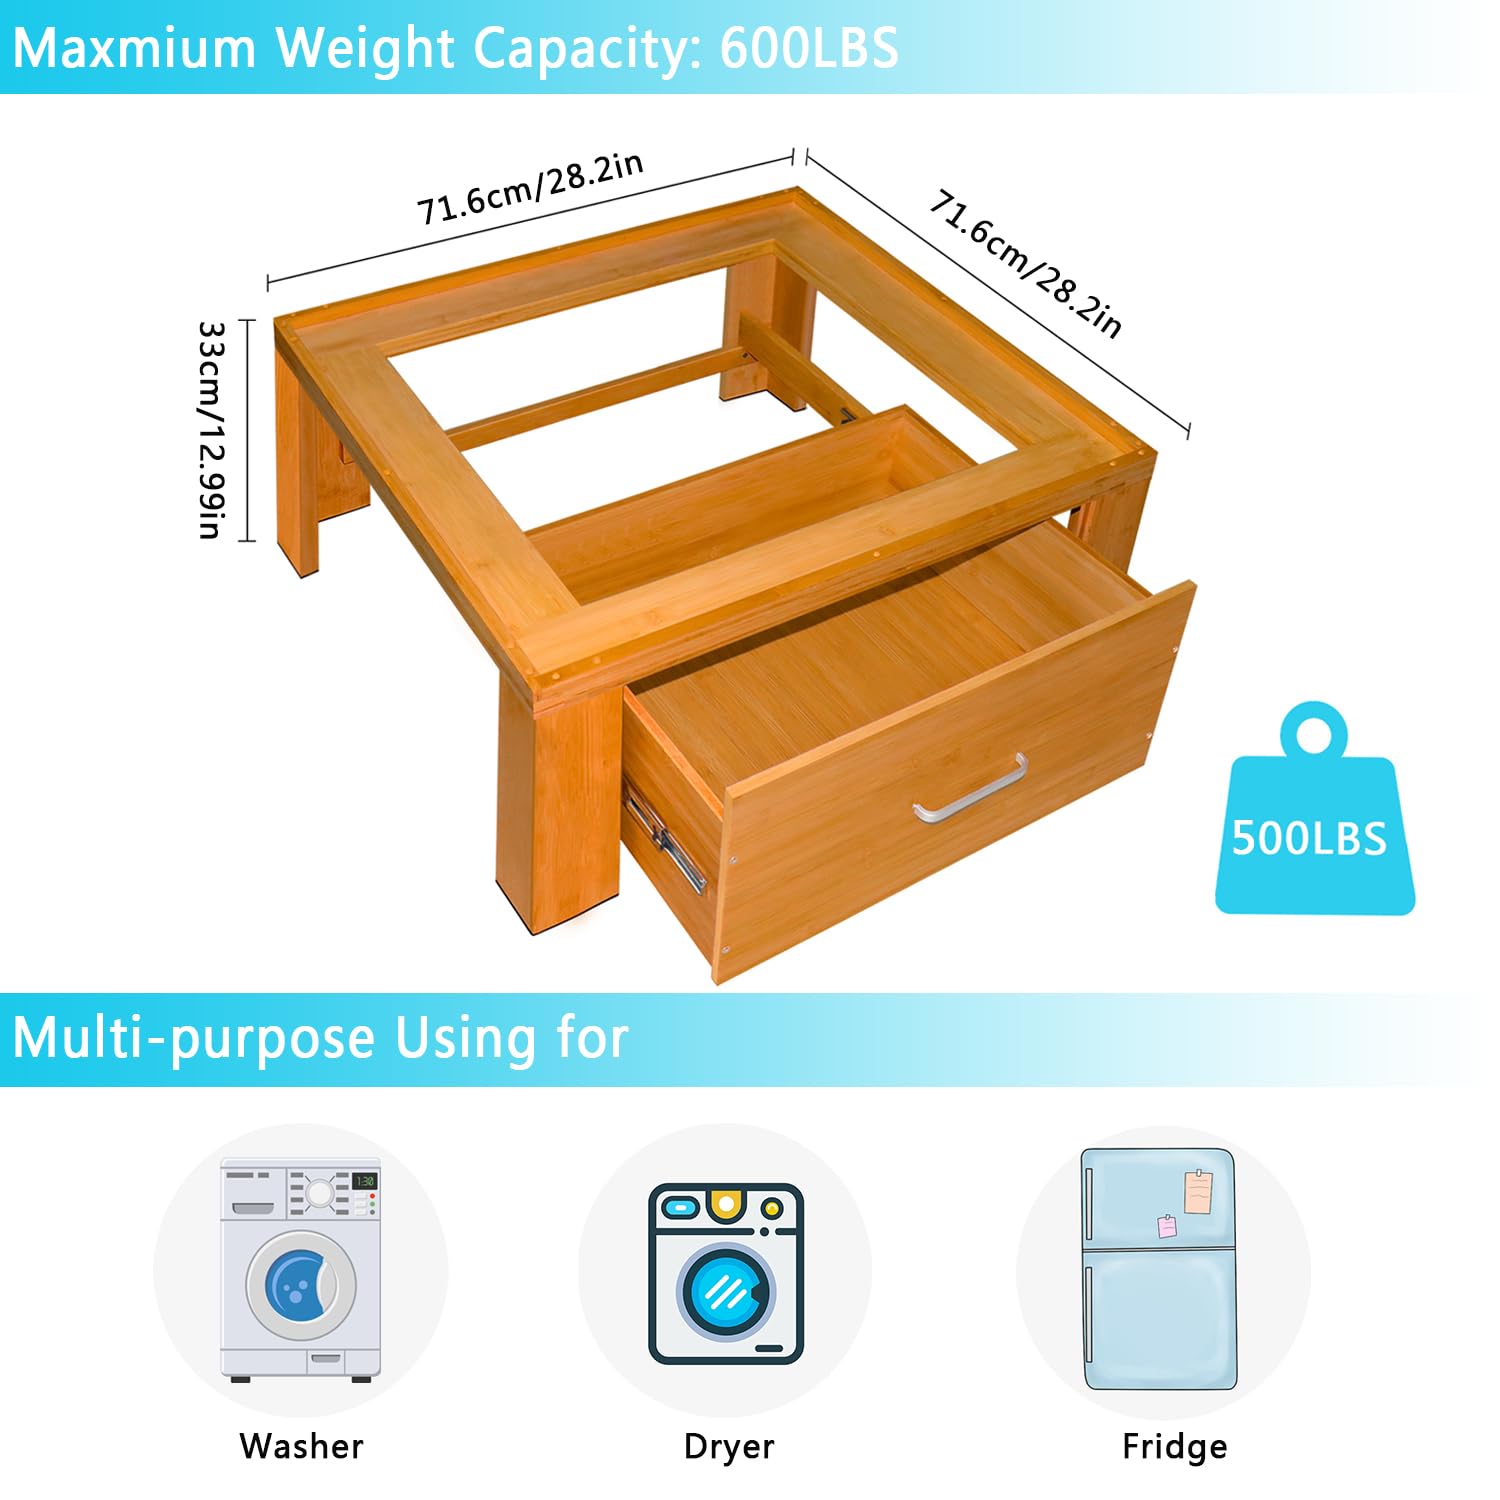 Maxmium Weight Capacity: 600LBS
71.6cm/28.2in
71.6cm/28.2in
33cm/12.99in
500LBS
Multi-purpose Using for
1:30
Washer
Dryer
Fridge